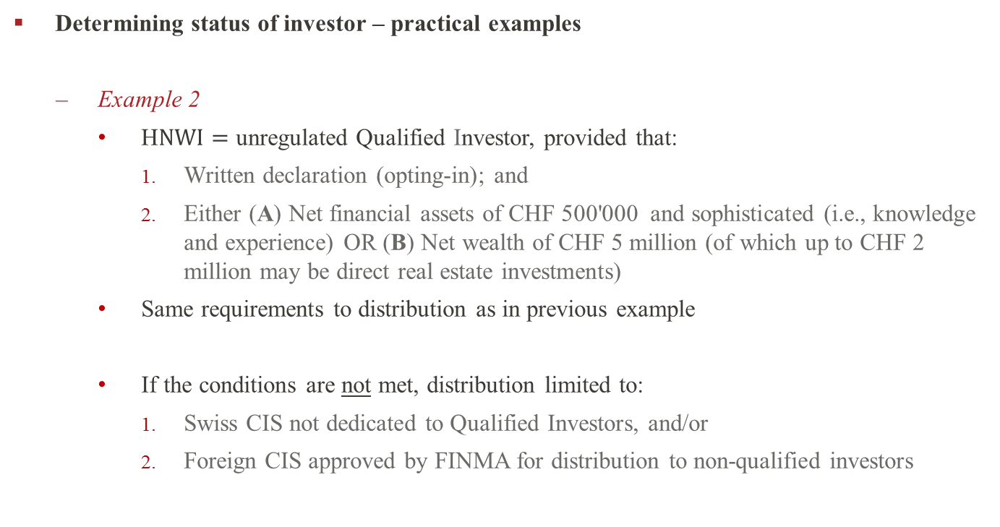 ▪ Determining status of investor – practical examples
– Example 2
• HNWI = unregulated Qualified Investor, provided that:
1. Written declaration (opting-in); and
2. Either (A) Net financial assets of CHF 500'000 and sophisticated (i.e., knowledge
and experience) OR (B) Net wealth of CHF 5 million (of which up to CHF 2
million may be direct real estate investments)
• Same requirements to distribution as in previous example
• If the conditions are not met, distribution limited to:
1. Swiss CIS not dedicated to Qualified Investors, and/or
2. Foreign CIS approved by FINMA for distribution to non-qualified investors